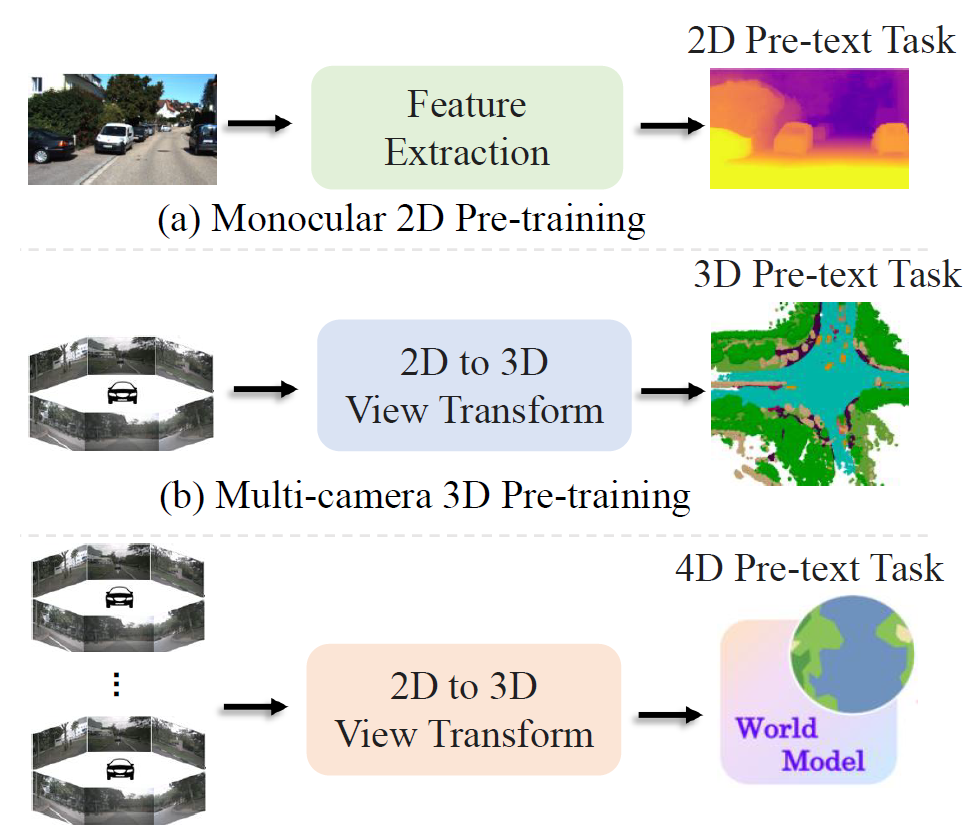 2D Pre-text Task
Feature
Extraction
(a) Monocular 2D Pre-training
3D Pre-text Task
2D to 3D
View Transform
(b) Multi-camera 3D Pre-training
4D Pre-text Task
2D to 3D
View Transform
World
Model